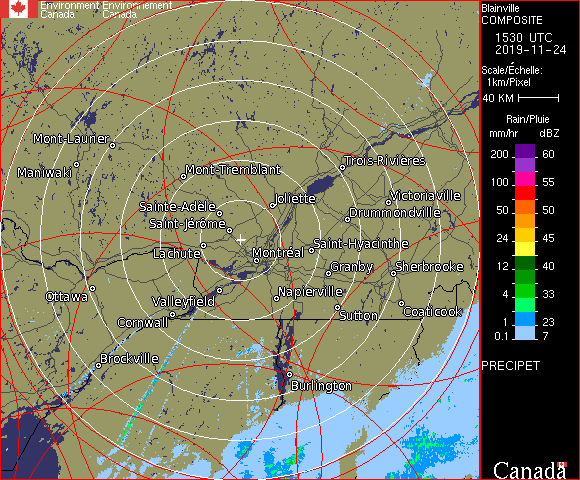 Environment Environnement
Canada Canada
Blainville
COMPOSITE
1530 UTC
2019-11-24
Scale/Échelle:
1km/Pixel
40 KM
Rain/Pluie
mm/hr dBZ
200 60
100 55
50 50
24 45
12 40
4 33
1 23
0.1 7
PRECIPET
Mont-Laurier
Maniwaki
Mont-Tremblant
Trois-Rivières
Joliette
Victoriaville
Sainte-Adèle
Drummondville
Saint-Jérôme
Saint-Hyacinthe
Lachute
Montréal
Granby
Sherbrooke
Ottawa
Napierville
Valleyfield
Coaticook
Sutton
Cornwall
Brockville
Burlington
Canada